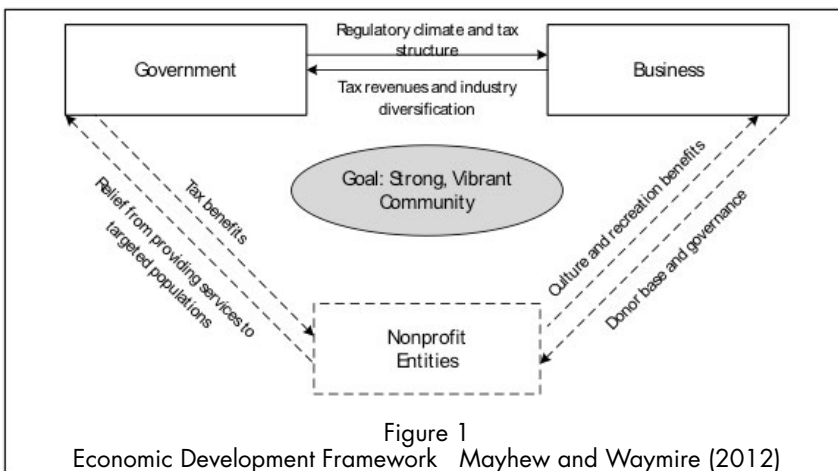 Regulatory climate and tax
structure
Government
Business
Tax revenues and industry
diversification
Goal: Strong, Vibrant
Community
Tax benefits
Relief from providing services to
targeted populations
Culture and recreation benefits
Donor base and governance
Nonprofit
Entities
Figure 1
Economic Development Framework Mayhew and Waymire (2012)